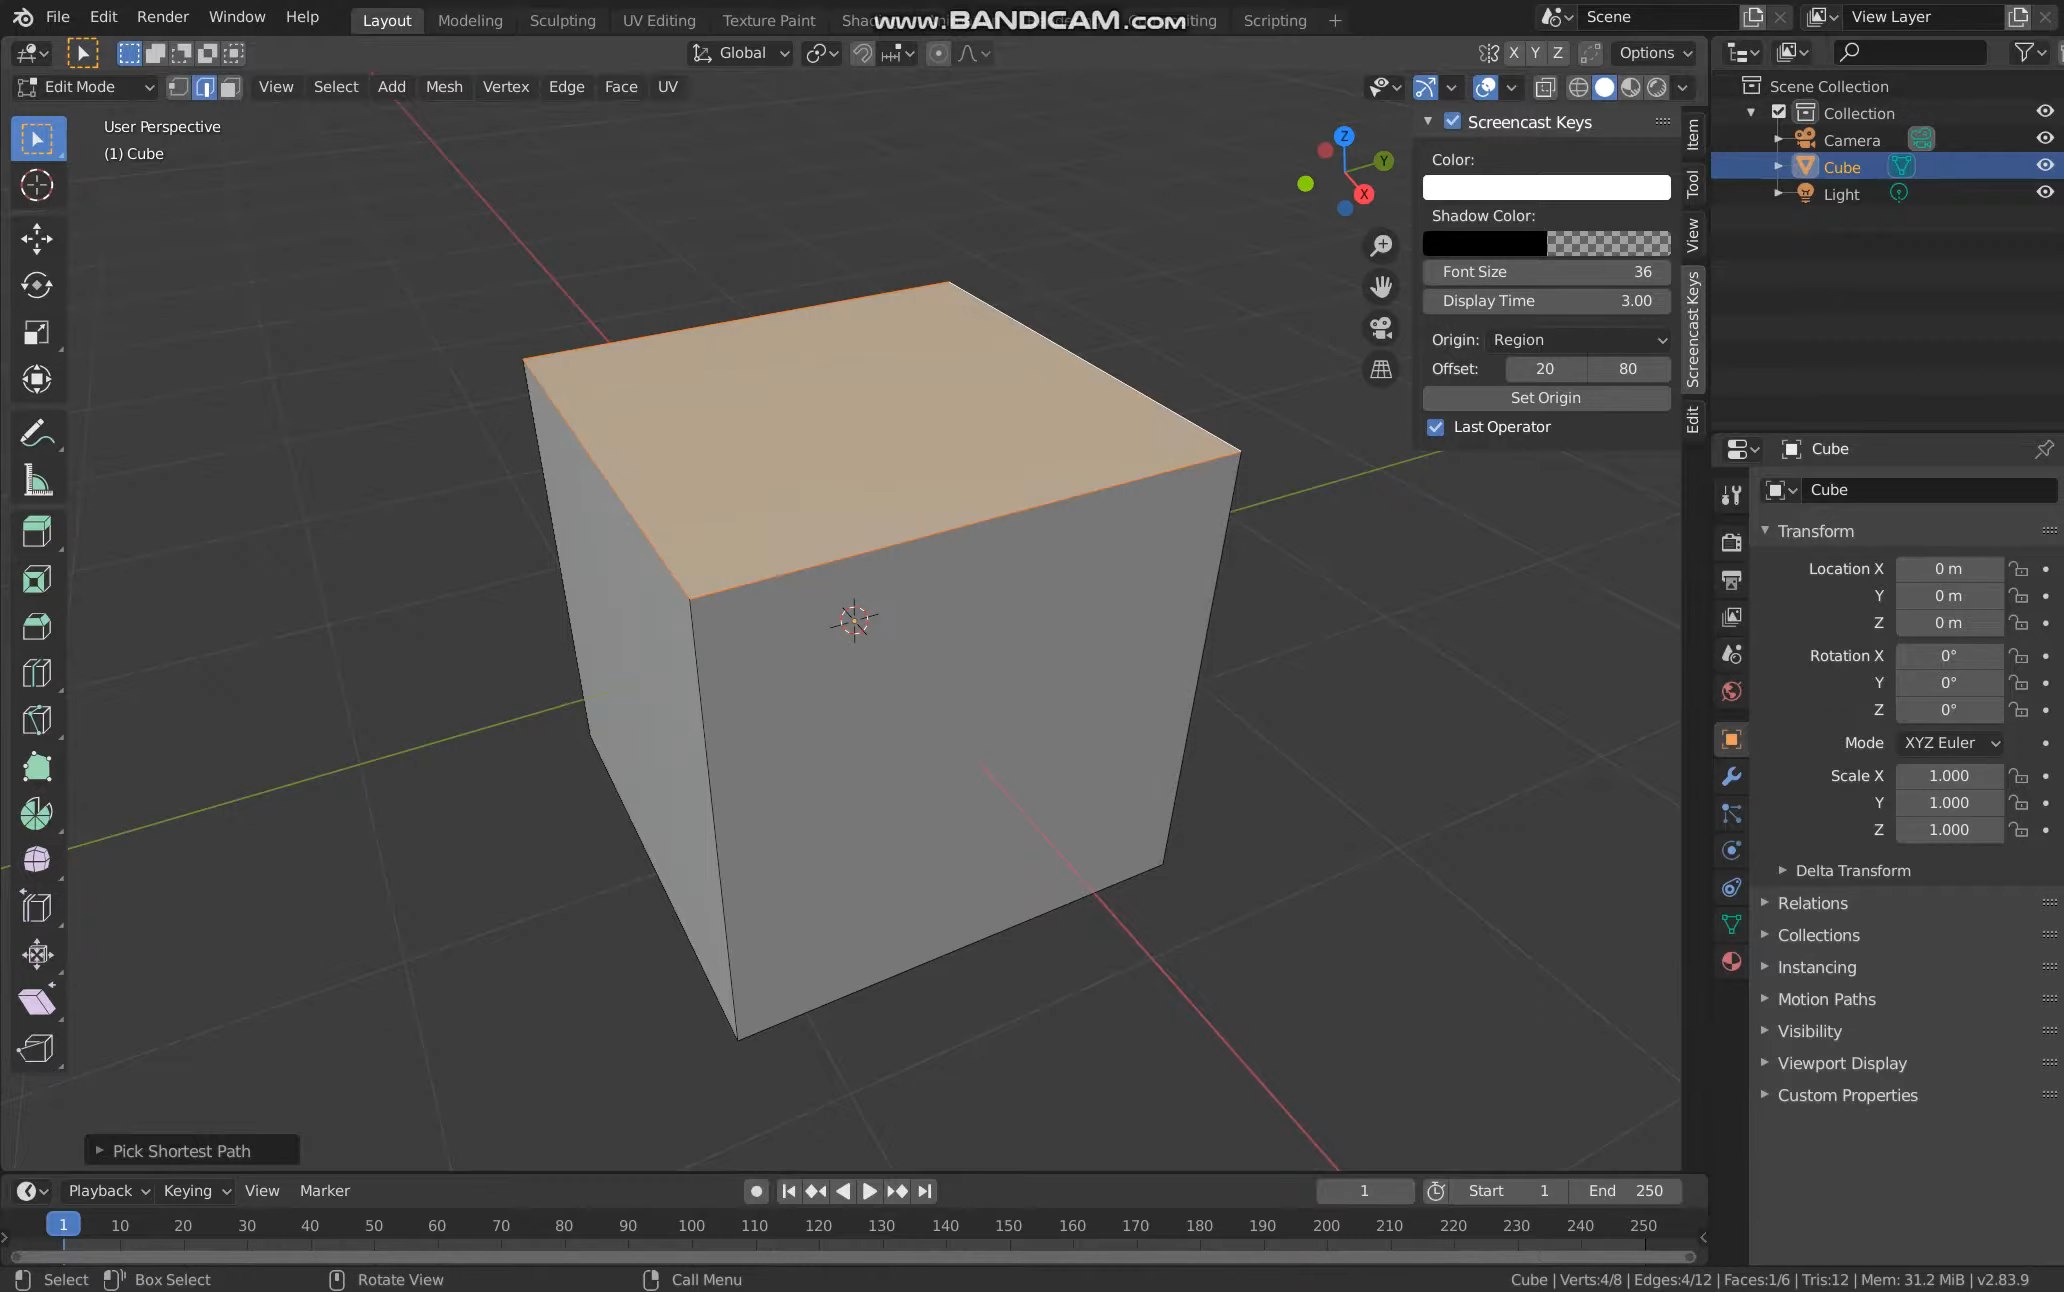 File Edit Render Window Help Layout Modeling Sculpting UV Editing Texture Paint www.BANDICAM.com Scripting + Scene View Layer
Global X Y Z Options
Edit Mode View Select Add Mesh Vertex Edge Face UV
User Perspective
(1) Cube
Z
Y
X
Screencast Keys
Color:
Shadow Color:
Font Size 36
Display Time 3.00
Origin: Region
Offset: 20 80
Set Origin
Last Operator
Item
Tool
View
Screencast Keys
Edit
Scene Collection
Collection
Camera
Cube
Light
Cube
Cube
Transform
Location X 0 m
Y 0 m
Z 0 m
Rotation X 0°
Y 0°
Z 0°
Mode XYZ Euler
Scale X 1.000
Y 1.000
Z 1.000
Delta Transform
Relations
Collections
Instancing
Motion Paths
Visibility
Viewport Display
Custom Properties
Pick Shortest Path
Playback Keying View Marker 1 Start 1 End 250
1 10 20 30 40 50 60 70 80 90 100 110 120 130 140 150 160 170 180 190 200 210 220 230 240 250
Select Box Select Rotate View Call Menu Cube | Verts:4/8 | Edges:4/12 | Faces:1/6 | Tris:12 | Mem: 31.2 MiB | v2.83.9